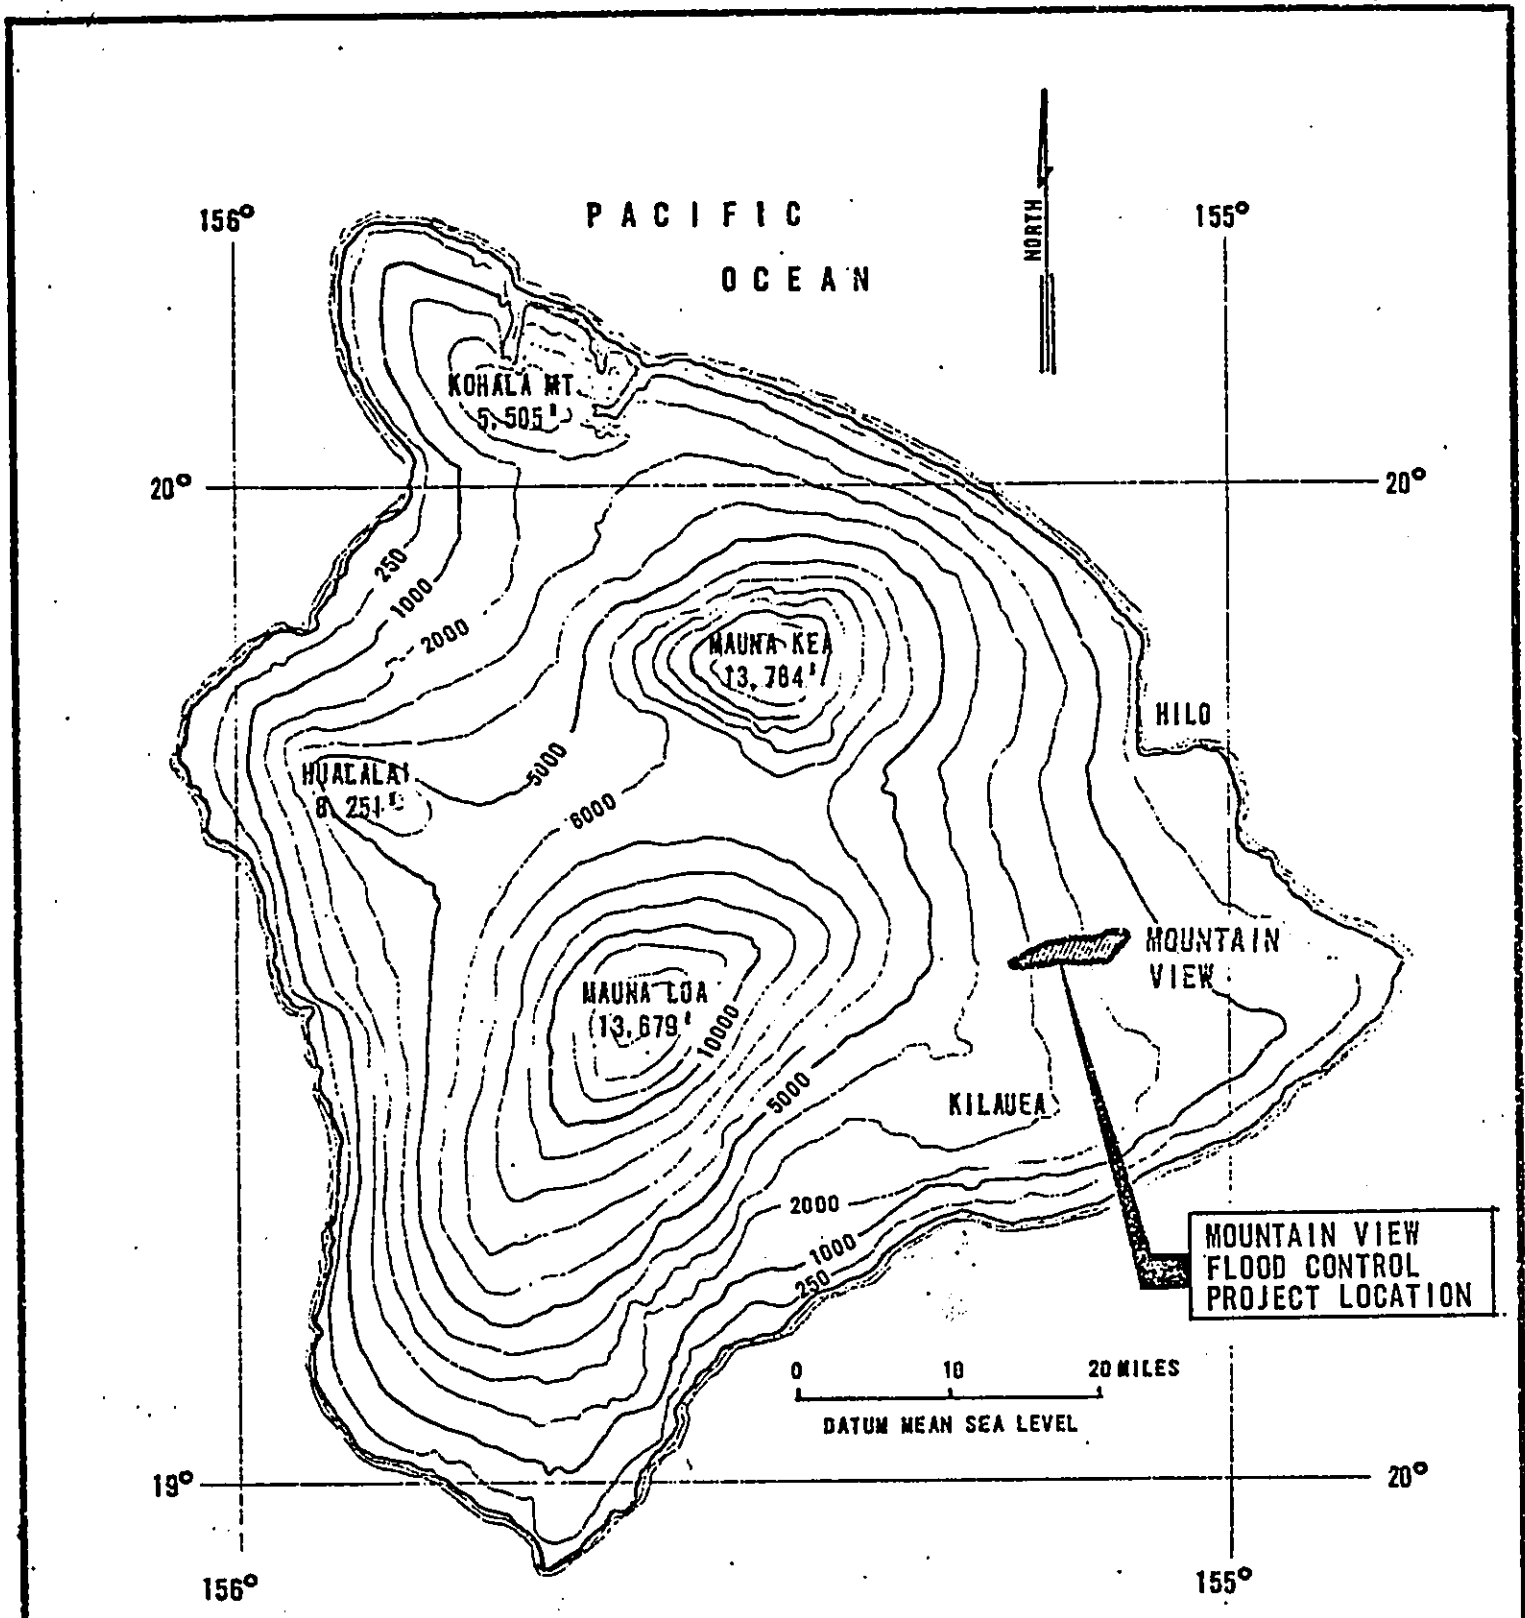 PACIFIC
OCEAN
NORTH
156°
155°
KOHALA MT.
5,505'
20°
20°
250
1000
2000
MAUNA KEA
13,784'
HILO
HUALALAI
8,251'
5000
6000
MOUNTAIN
VIEW
MAUNA LOA
13,679'
10000
5000
KILAUEA
2000
1000
250
MOUNTAIN VIEW
FLOOD CONTROL
PROJECT LOCATION
0 10 20 MILES
DATUM MEAN SEA LEVEL
19°
20°
156°
155°